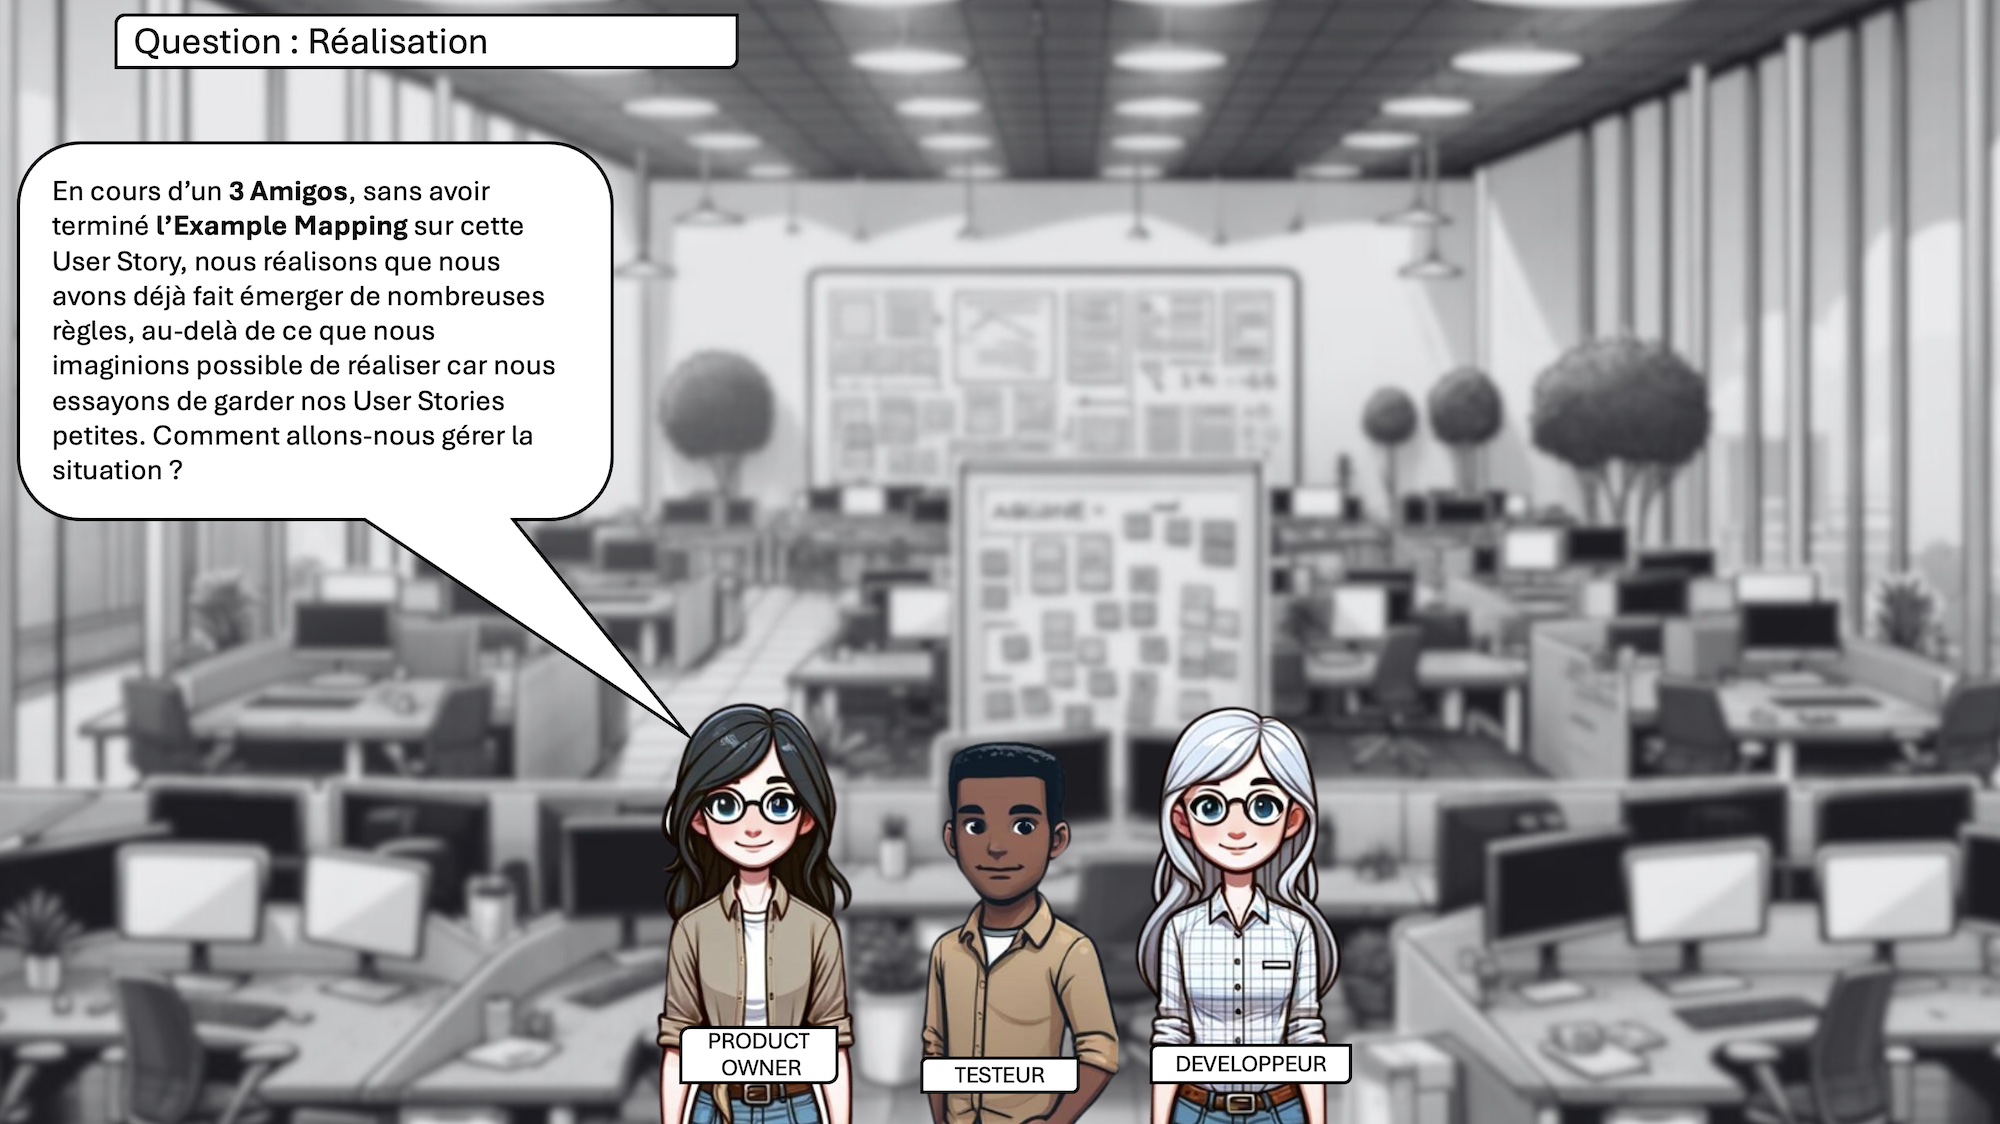 Question : Réalisation
En cours d’un 3 Amigos, sans avoir
terminé l’Example Mapping sur cette
User Story, nous réalisons que nous
avons déjà fait émerger de nombreuses
règles, au-delà de ce que nous
imaginions possible de réaliser car nous
essayons de garder nos User Stories
petites. Comment allons-nous gérer la
situation ?
PRODUCT
OWNER
TESTEUR
DEVELOPPEUR